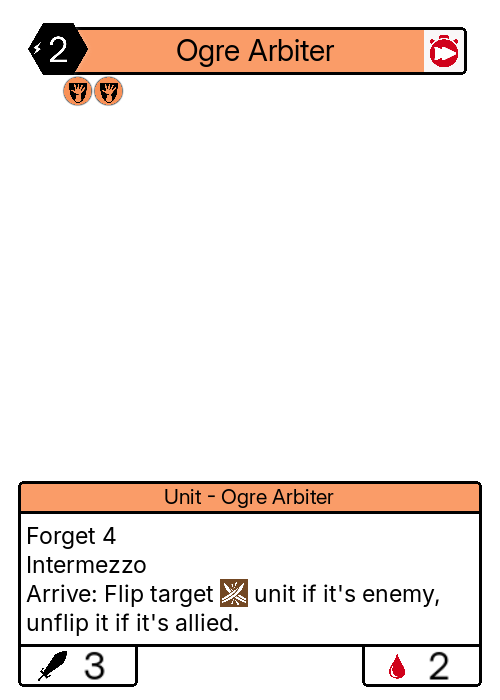 2
Ogre Arbiter
Unit - Ogre Arbiter
Forget 4
Intermezzo
Arrive: Flip target unit if it's enemy,
unflip it if it's allied.
3
2